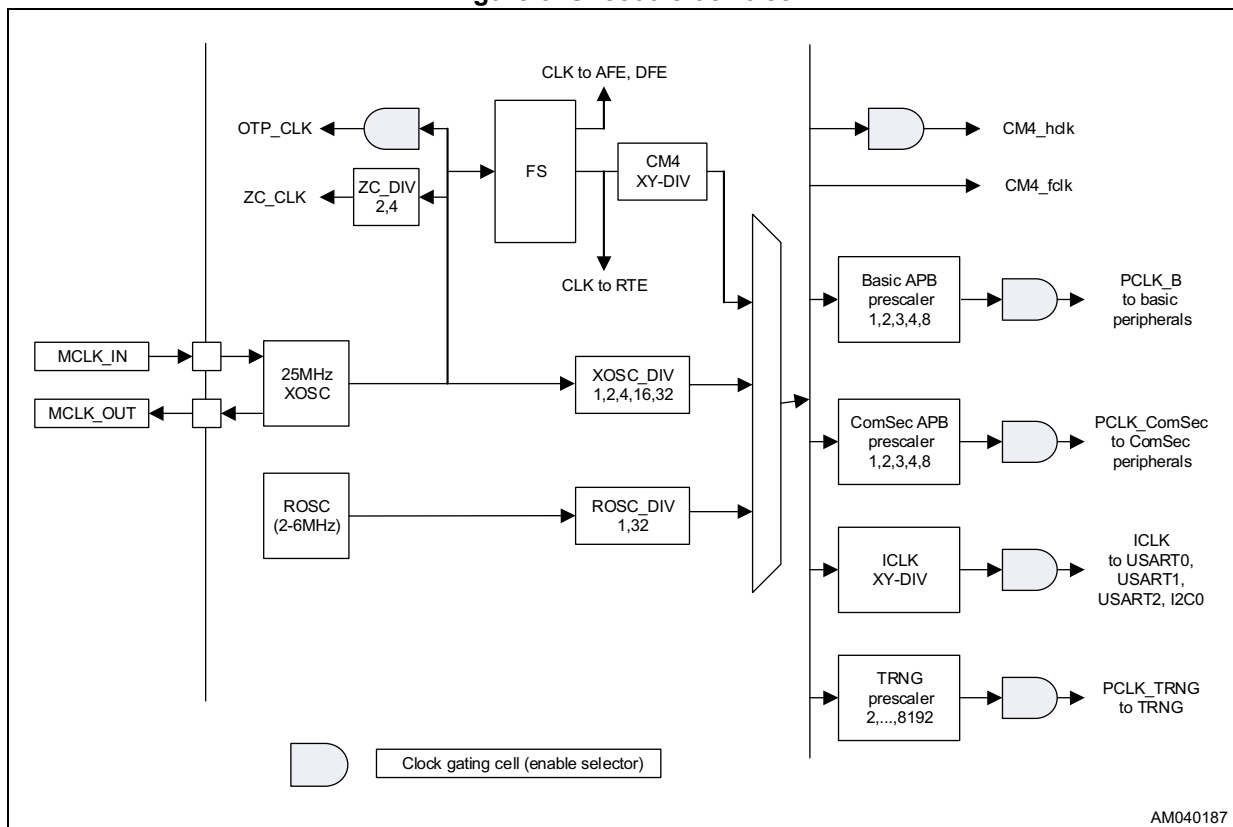 CLK to AFE, DFE
OTP_CLK
FS
CM4
XY-DIV
CM4_hclk
CM4_fclk
ZC_CLK
ZC_DIV
2,4
CLK to RTE
Basic APB
prescaler
1,2,3,4,8
PCLK_B
to basic
peripherals
MCLK_IN
MCLK_OUT
25MHz
XOSC
XOSC_DIV
1,2,4,16,32
ComSec APB
prescaler
1,2,3,4,8
PCLK_ComSec
to ComSec
peripherals
ROSC
(2-6MHz)
ROSC_DIV
1,32
ICLK
XY-DIV
ICLK
to USART0,
USART1,
USART2, I2C0
TRNG
prescaler
2,...,8192
PCLK_TRNG
to TRNG
Clock gating cell (enable selector)
AM040187